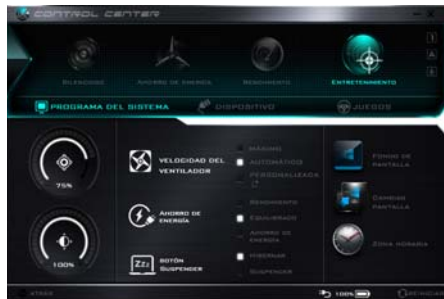 CONTROL CENTER
SILENCIOSO
AHORRO DE ENERGÍA
RENDIMIENTO
ENTRETENIMIENTO
PROGRAMA DEL SISTEMA
DISPOSITIVO
JUEGOS
75%
100%
VELOCIDAD DEL
VENTILADOR
MÁXIMO
AUTOMÁTICO
PERSONALIZADA
AHORRO DE
ENERGÍA
RENDIMIENTO
EQUILIBRADO
AHORRO DE
ENERGÍA
BOTÓN
SUSPENDER
ZZZ
HIBERNAR
SUSPENDER
FONDO DE
PANTALLA
CAMBIAR
PANTALLA
ZONA HORARIA
100%